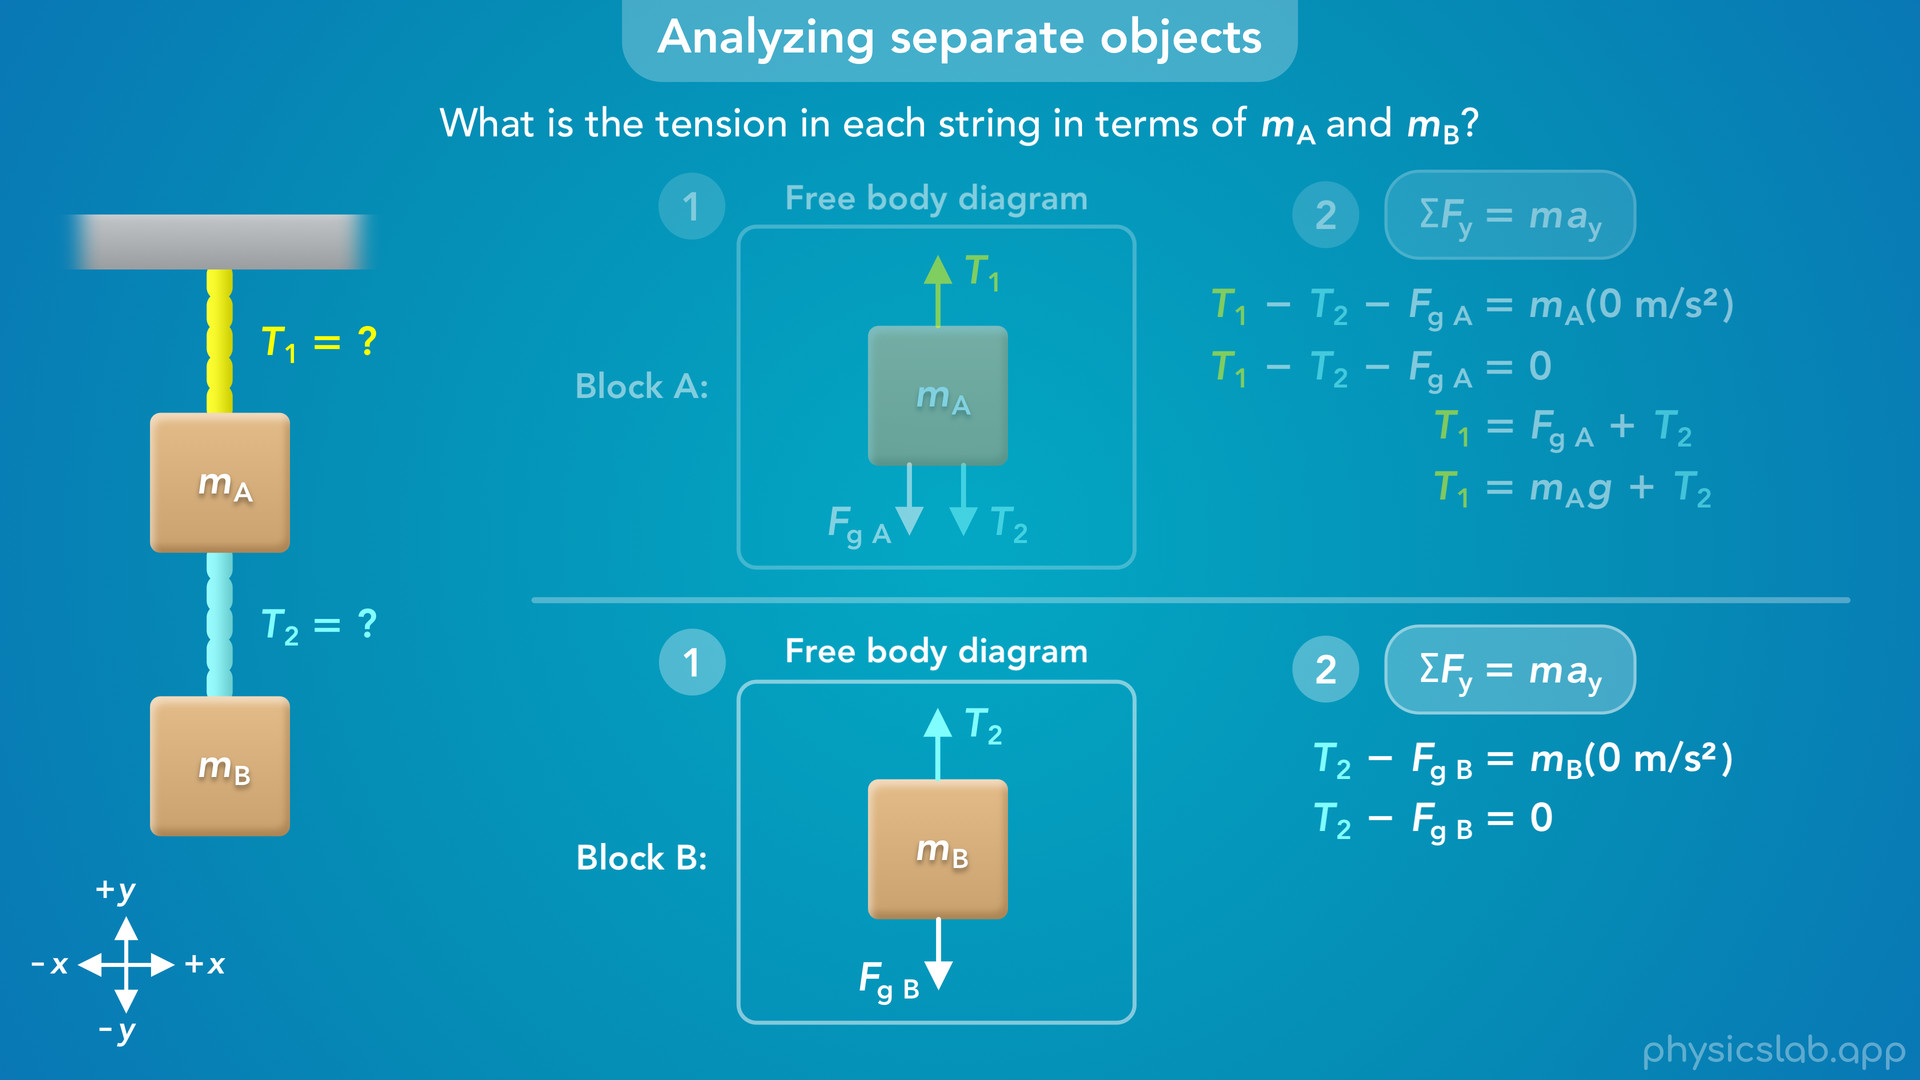 Analyzing separate objects
What is the tension in each string in terms of mA and mB?
T1 = ?
mA
T2 = ?
mB
+y
-x
+x
-y
1
Free body diagram
Block A:
T1
mA
Fg A
T2
2
ΣFy = may
T1 − T2 − Fg A = mA(0 m/s²)
T1 − T2 − Fg A = 0
T1 = Fg A + T2
T1 = mAg + T2
1
Free body diagram
Block B:
T2
mB
Fg B
2
ΣFy = may
T2 − Fg B = mB(0 m/s²)
T2 − Fg B = 0
physicslab.app